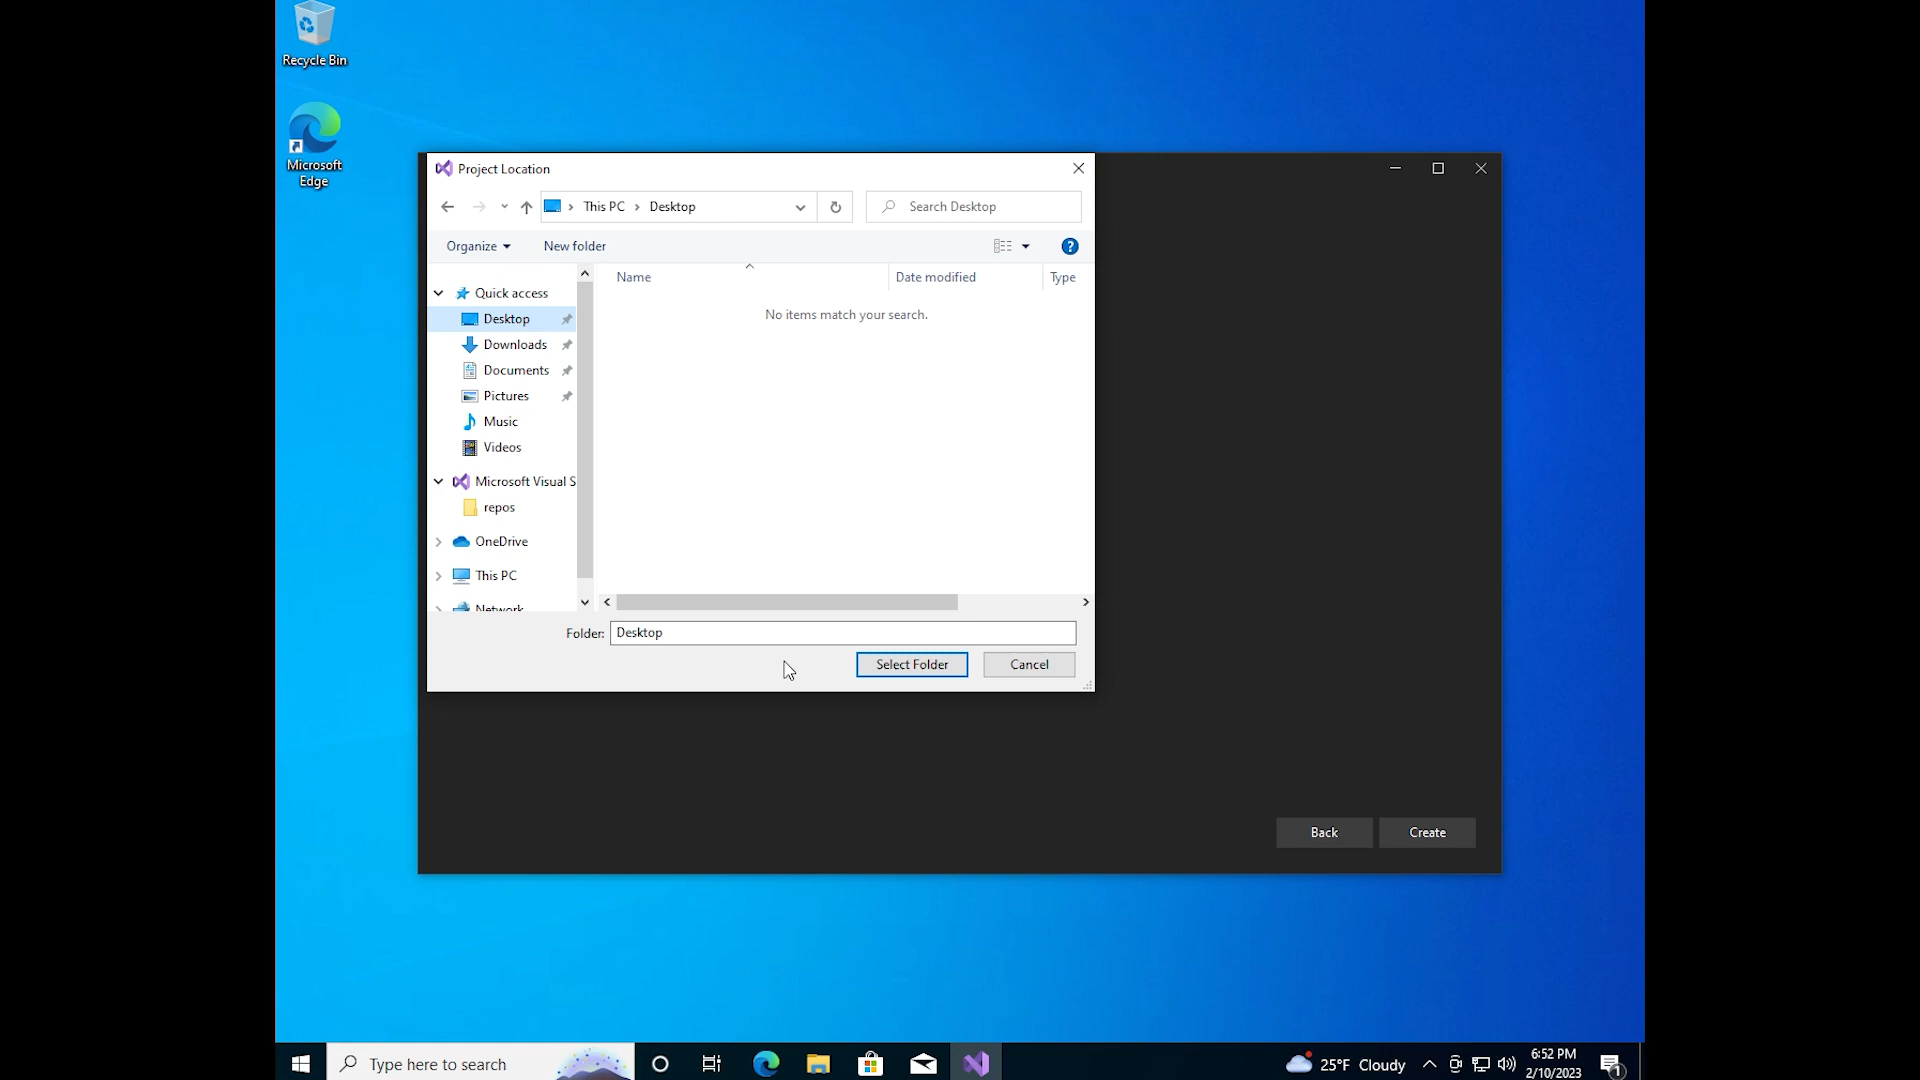 Recycle Bin
Microsoft
Edge
Project Location
This PC
Desktop
Search Desktop
Organize
New folder
?
Name
Date modified
Type
No items match your search.
Quick access
Desktop
Downloads
Documents
Pictures
Music
Videos
Microsoft Visual S
repos
OneDrive
This PC
Network
Folder:
Desktop
Select Folder
Cancel
Back
Create
Type here to search
25°F Cloudy
6:52 PM
2/10/2023
1